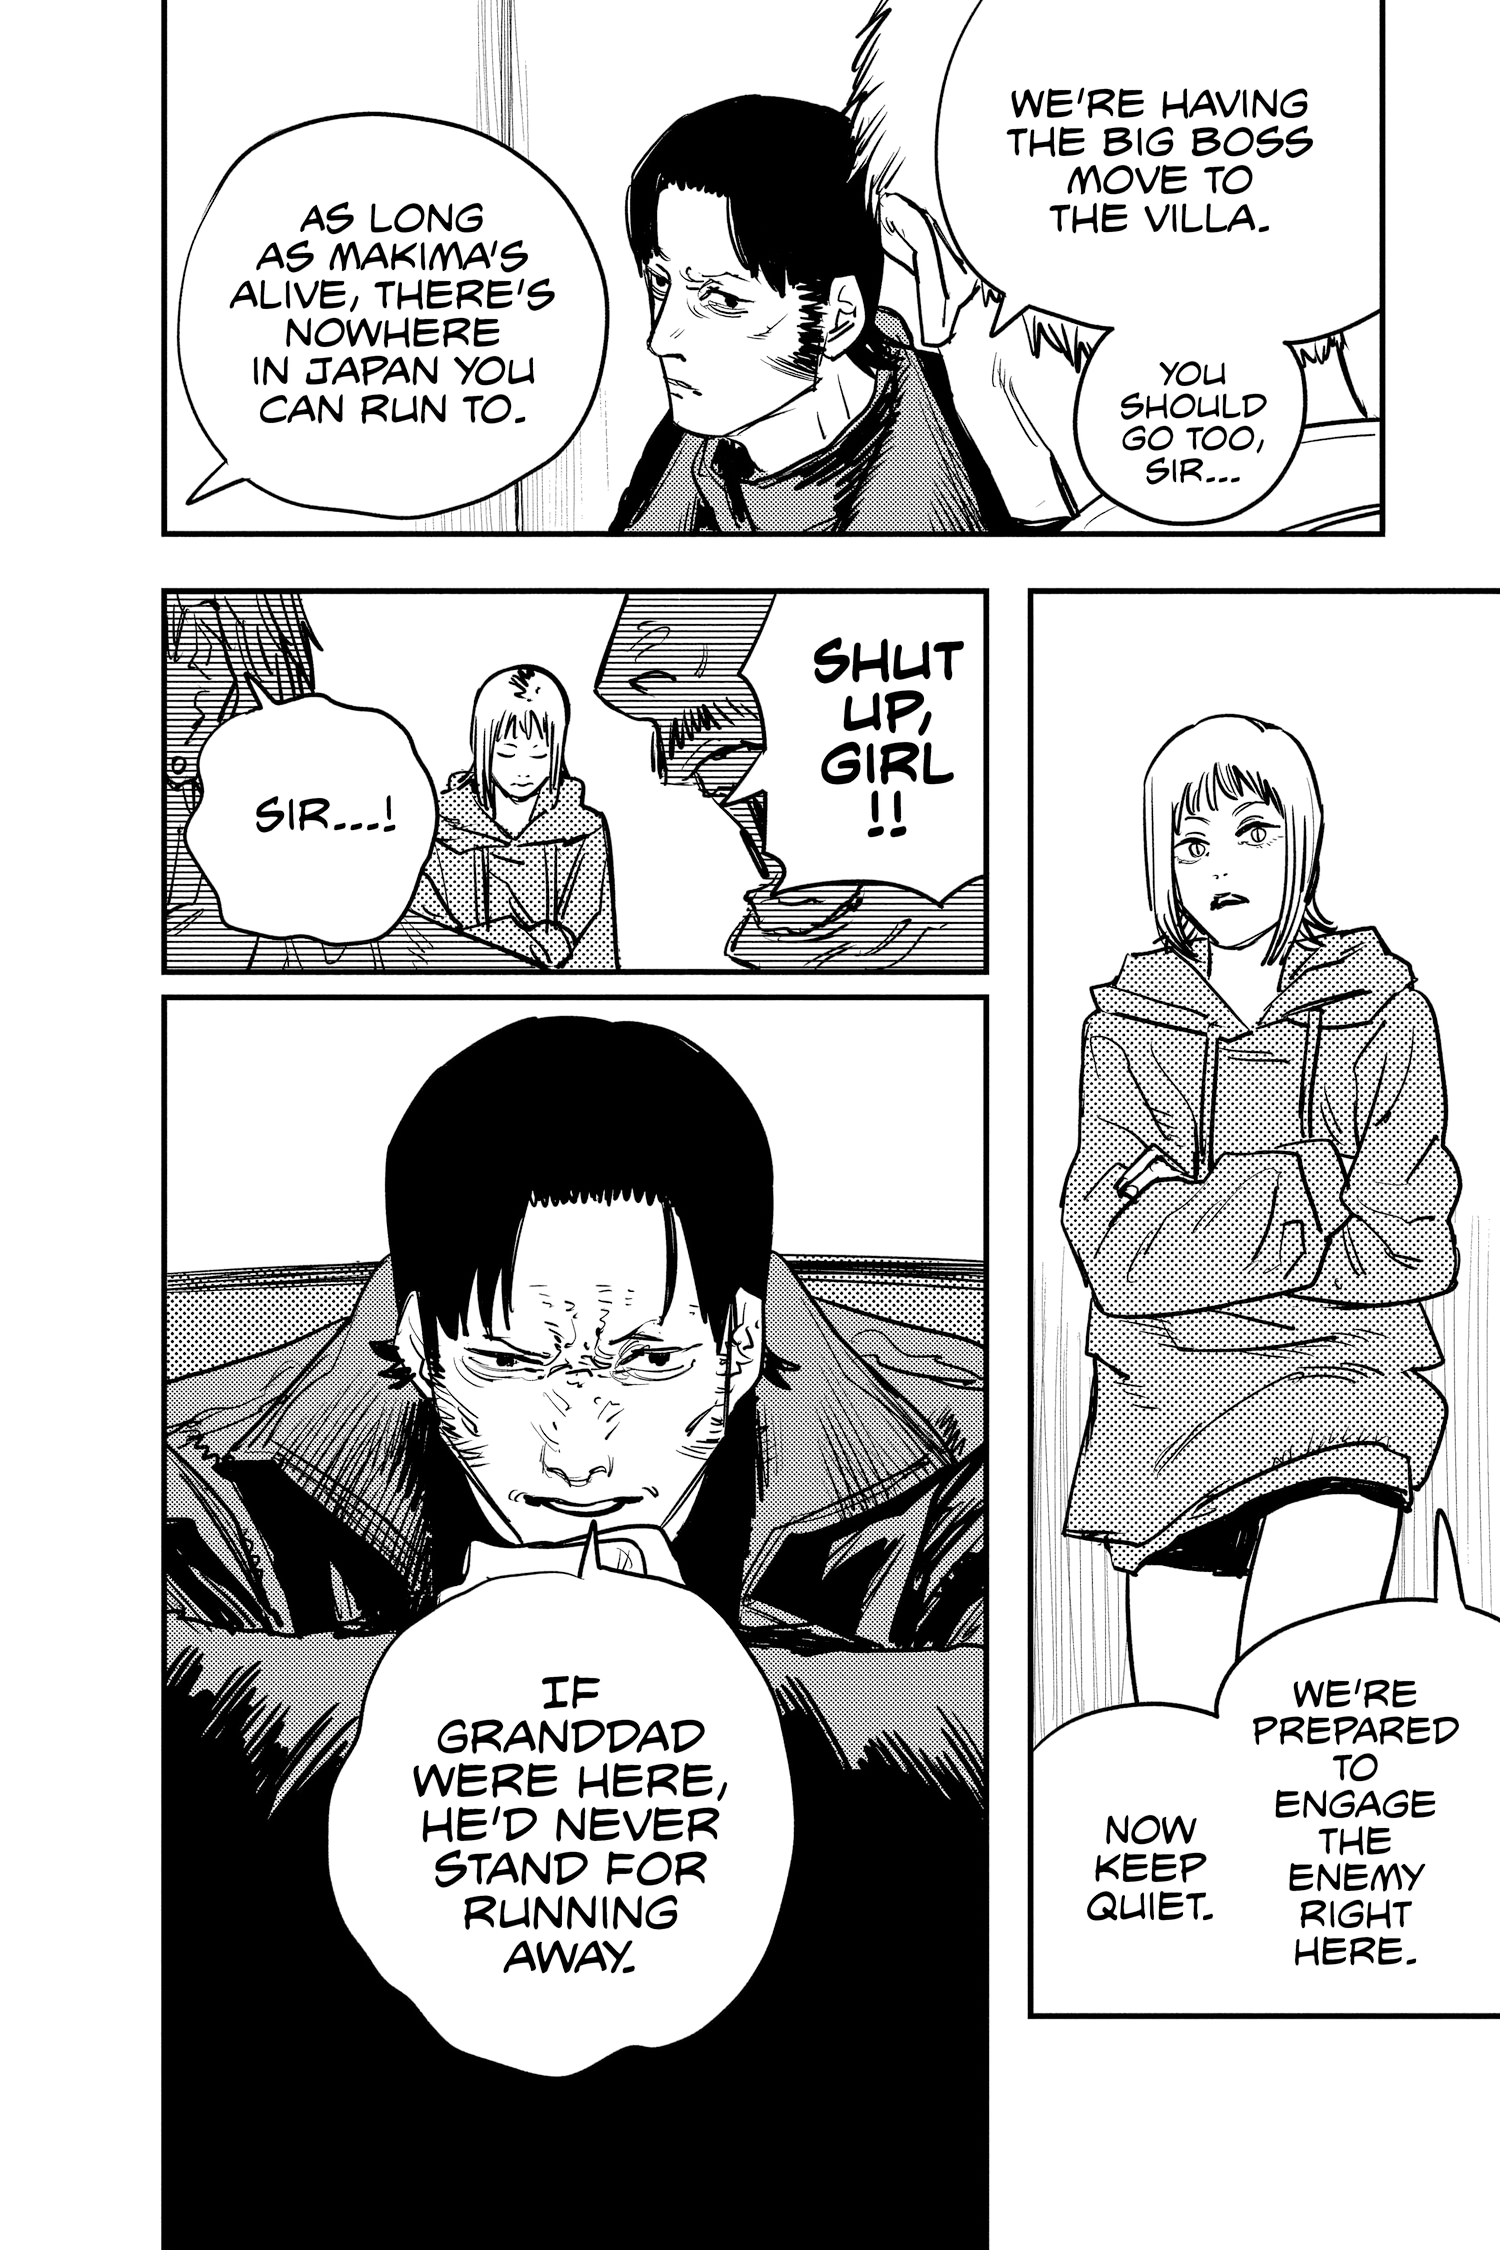 WE'RE HAVING
THE BIG BOSS
MOVE TO
THE VILLA.
YOU
SHOULD
GO TOO,
SIR...
AS LONG
AS MAKIMA'S
ALIVE, THERE'S
NOWHERE
IN JAPAN YOU
CAN RUN TO.
WE'RE
PREPARED
TO
ENGAGE
THE
ENEMY
RIGHT
HERE.
NOW
KEEP
QUIET.
SHUT
UP,
GIRL
!!
SIR...!
IF
GRANDDAD
WERE HERE,
HE'D NEVER
STAND FOR
RUNNING
AWAY.